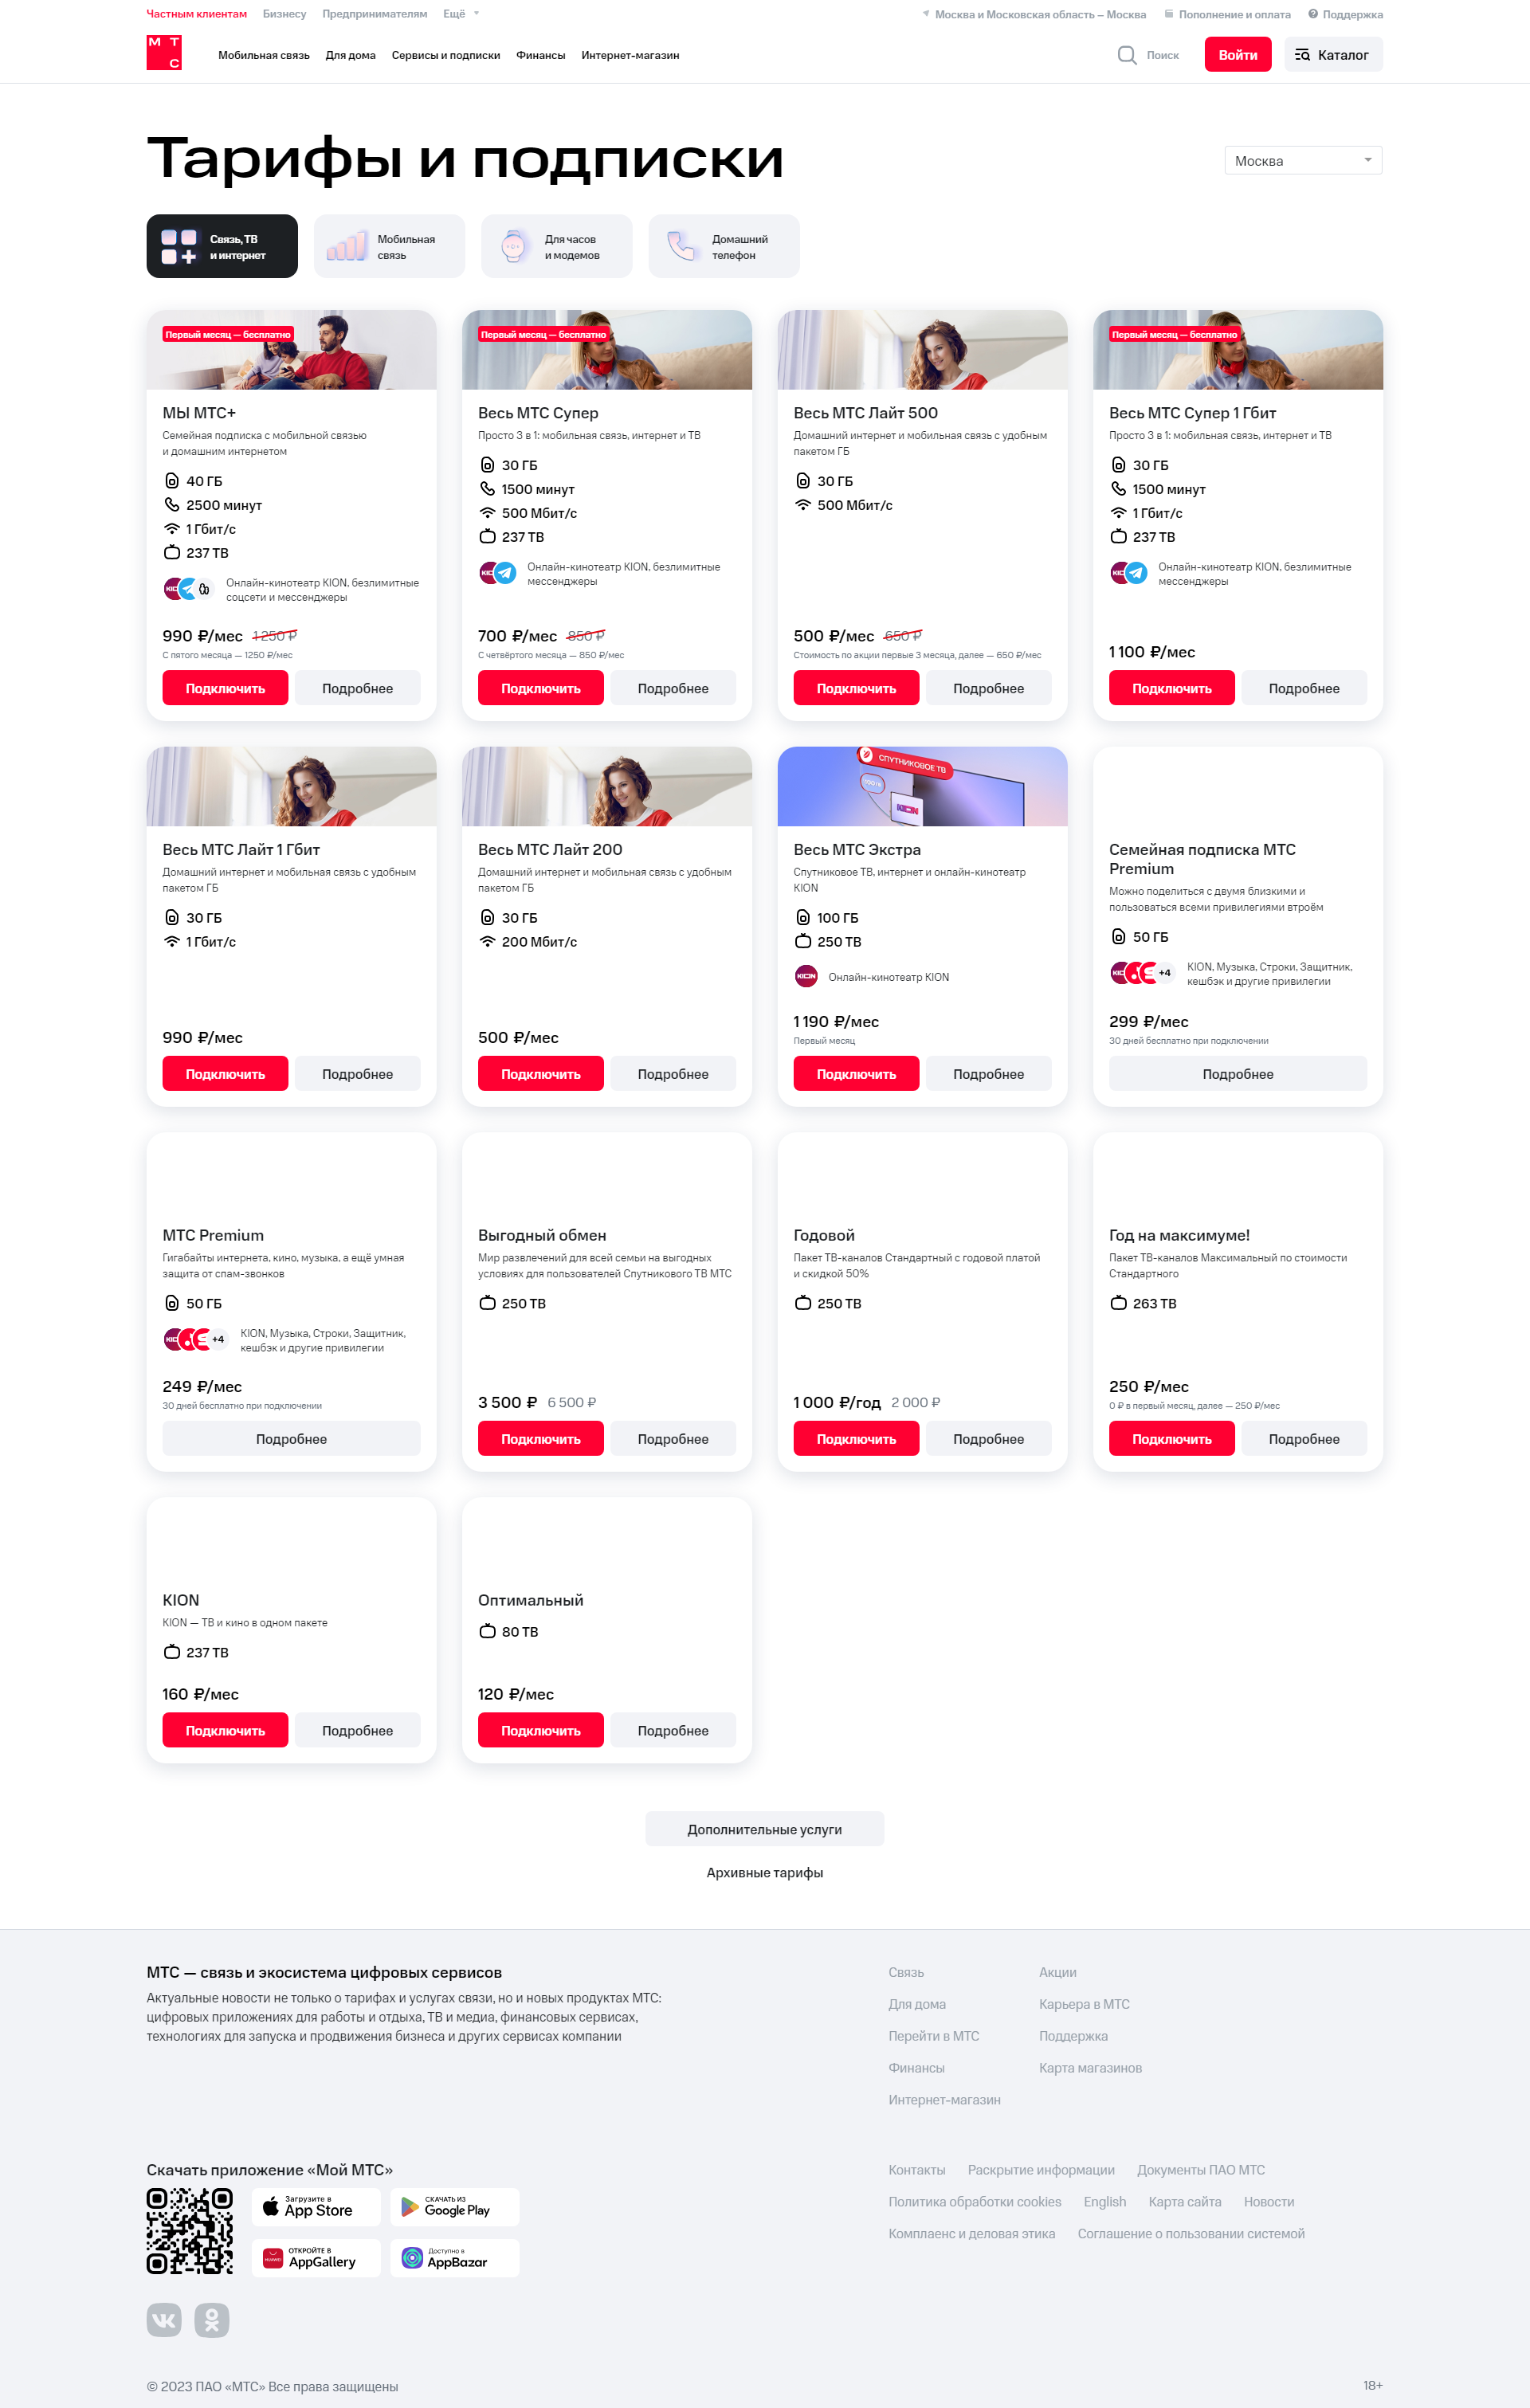 Частным клиентам Бизнесу Предпринимателям Ещё
Москва и Московская область – Москва Пополнение и оплата Поддержка
М Т С
Мобильная связь Для дома Сервисы и подписки Финансы Интернет-магазин
Поиск Войти Каталог
Тарифы и подписки
Москва
Связь, ТВ
и интернет
Мобильная
связь
Для часов
и модемов
Домашний
телефон
Первый месяц — бесплатно
МЫ МТС+
Семейная подписка с мобильной связью
и домашним интернетом
40 ГБ
2500 минут
1 Гбит/с
237 ТВ
Онлайн-кинотеатр KION, безлимитные
соцсети и мессенджеры
990 ₽/мес 1 250 ₽
С пятого месяца — 1250 ₽/мес
Подключить Подробнее
Первый месяц — бесплатно
Весь МТС Супер
Просто 3 в 1: мобильная связь, интернет и ТВ
30 ГБ
1500 минут
500 Мбит/с
237 ТВ
Онлайн-кинотеатр KION, безлимитные
мессенджеры
700 ₽/мес 850 ₽
С четвёртого месяца — 850 ₽/мес
Подключить Подробнее
Весь МТС Лайт 500
Домашний интернет и мобильная связь с удобным
пакетом ГБ
30 ГБ
500 Мбит/с
500 ₽/мес 650 ₽
Стоимость по акции первые 3 месяца, далее — 650 ₽/мес
Подключить Подробнее
Первый месяц — бесплатно
Весь МТС Супер 1 Гбит
Просто 3 в 1: мобильная связь, интернет и ТВ
30 ГБ
1500 минут
1 Гбит/с
237 ТВ
Онлайн-кинотеатр KION, безлимитные
мессенджеры
1 100 ₽/мес
Подключить Подробнее
Весь МТС Лайт 1 Гбит
Домашний интернет и мобильная связь с удобным
пакетом ГБ
30 ГБ
1 Гбит/с
990 ₽/мес
Подключить Подробнее
Весь МТС Лайт 200
Домашний интернет и мобильная связь с удобным
пакетом ГБ
30 ГБ
200 Мбит/с
500 ₽/мес
Подключить Подробнее
СПУТНИКОВОЕ ТВ
KION
Весь МТС Экстра
Спутниковое ТВ, интернет и онлайн-кинотеатр
KION
100 ГБ
250 ТВ
KION Онлайн-кинотеатр KION
1 190 ₽/мес
Первый месяц
Подключить Подробнее
Семейная подписка МТС
Premium
Можно поделиться с двумя близкими и
пользоваться всеми привилегиями втроём
50 ГБ
+4
KION, Музыка, Строки, Защитник,
кешбэк и другие привилегии
299 ₽/мес
30 дней бесплатно при подключении
Подробнее
МТС Premium
Гигабайты интернета, кино, музыка, а ещё умная
защита от спам-звонков
50 ГБ
+4
KION, Музыка, Строки, Защитник,
кешбэк и другие привилегии
249 ₽/мес
30 дней бесплатно при подключении
Подробнее
Выгодный обмен
Мир развлечений для всей семьи на выгодных
условиях для пользователей Спутникового ТВ МТС
250 ТВ
3 500 ₽ 6 500 ₽
Подключить Подробнее
Годовой
Пакет ТВ-каналов Стандартный с годовой платой
и скидкой 50%
250 ТВ
1 000 ₽/год 2 000 ₽
Подключить Подробнее
Год на максимуме!
Пакет ТВ-каналов Максимальный по стоимости
Стандартного
263 ТВ
250 ₽/мес
0 ₽ в первый месяц, далее — 250 ₽/мес
Подключить Подробнее
KION
KION — ТВ и кино в одном пакете
237 ТВ
160 ₽/мес
Подключить Подробнее
Оптимальный
80 ТВ
120 ₽/мес
Подключить Подробнее
Дополнительные услуги
Архивные тарифы
МТС — связь и экосистема цифровых сервисов
Актуальные новости не только о тарифах и услугах связи, но и новых продуктах МТС:
цифровых приложениях для работы и отдыха, ТВ и медиа, финансовых сервисах,
технологиях для запуска и продвижения бизнеса и других сервисах компании
Связь
Для дома
Перейти в МТС
Финансы
Интернет-магазин
Акции
Карьера в МТС
Поддержка
Карта магазинов
Скачать приложение «Мой МТС»
Загрузите в
App Store
СКАЧАТЬ ИЗ
Google Play
ОТКРОЙТЕ В
AppGallery
Доступно в
AppBazar
Контакты Раскрытие информации Документы ПАО МТС
Политика обработки cookies English Карта сайта Новости
Комплаенс и деловая этика Соглашение о пользовании системой
© 2023 ПАО «МТС» Все права защищены
18+